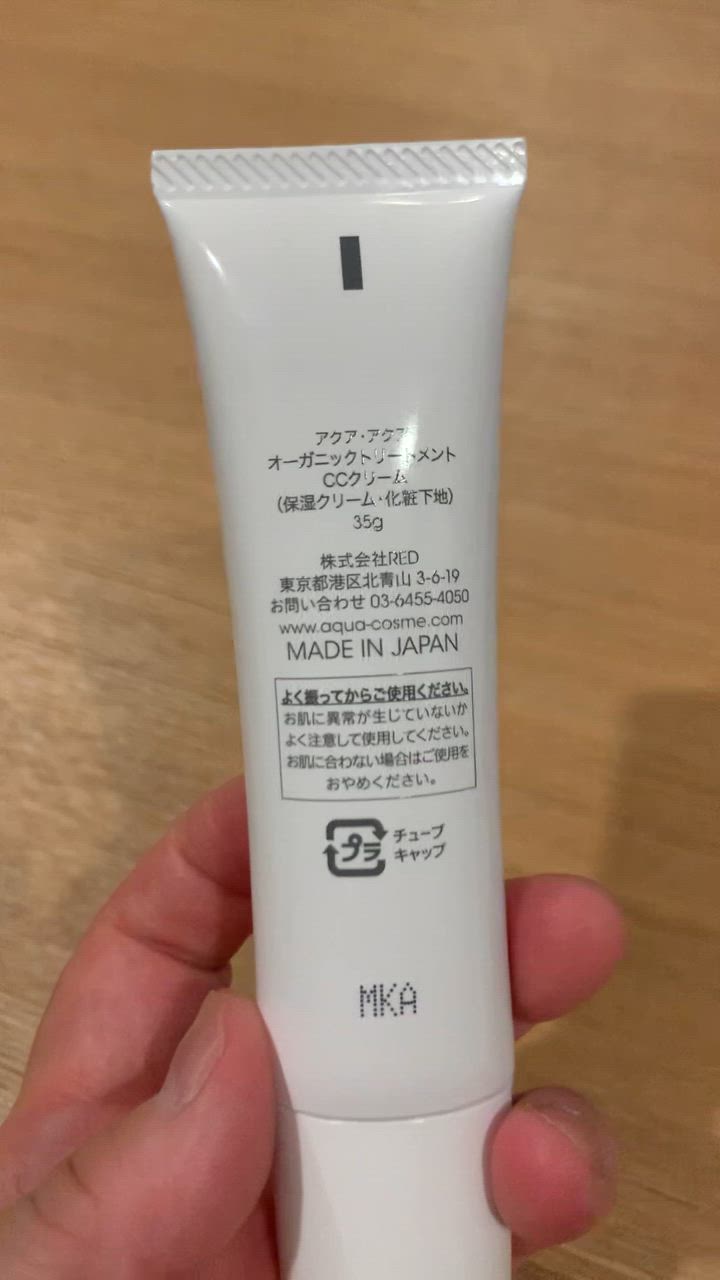 アクア・アクア
オーガニックトリートメント
CCクリーム
(保湿クリーム・化粧下地)
35g
株式会社RED
東京都港区北青山 3-6-19
お問い合わせ 03-6455-4050
www.aqua-cosme.com
MADE IN JAPAN
よく振ってからご使用ください。
お肌に異常が生じていないか
よく注意して使用してください。
お肌に合わない場合はご使用を
おやめください。
プラ
チューブ
キャップ
MKA